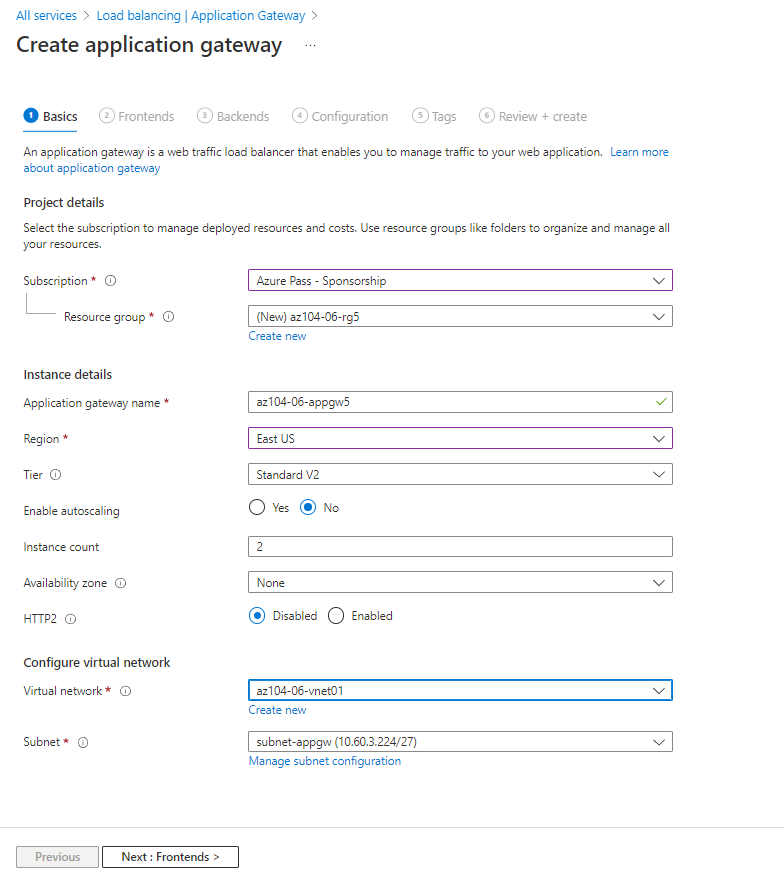 All services > Load balancing | Application Gateway >
Create application gateway ...
1 Basics 2 Frontends 3 Backends 4 Configuration 5 Tags 6 Review + create
An application gateway is a web traffic load balancer that enables you to manage traffic to your web application. Learn more
about application gateway
Project details
Select the subscription to manage deployed resources and costs. Use resource groups like folders to organize and manage all
your resources.
Subscription * Azure Pass - Sponsorship
Resource group * (New) az104-06-rg5
Create new
Instance details
Application gateway name * az104-06-appgw5
Region * East US
Tier Standard V2
Enable autoscaling Yes No
Instance count 2
Availability zone None
HTTP2 Disabled Enabled
Configure virtual network
Virtual network * az104-06-vnet01
Create new
Subnet * subnet-appgw (10.60.3.224/27)
Manage subnet configuration
Previous Next : Frontends >